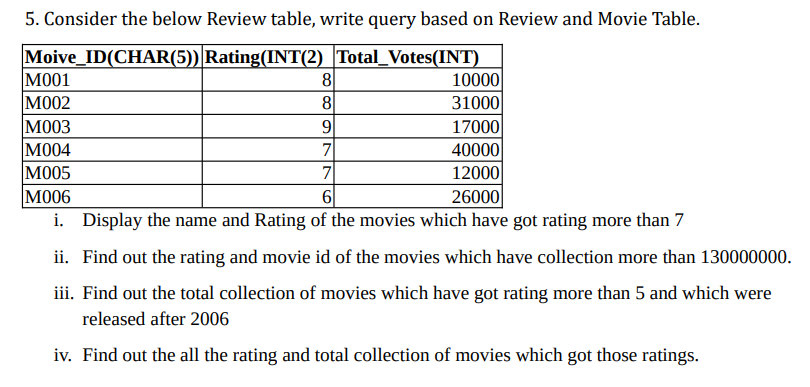 5. Consider the below Review table, write query based on Review and Movie Table.
Moive_ID(CHAR(5)) Rating(INT(2) Total_Votes(INT)
M001 8 10000
M002 8 31000
M003 9 17000
M004 7 40000
M005 7 12000
M006 6 26000
i. Display the name and Rating of the movies which have got rating more than 7
ii. Find out the rating and movie id of the movies which have collection more than 130000000.
iii. Find out the total collection of movies which have got rating more than 5 and which were
released after 2006
iv. Find out the all the rating and total collection of movies which got those ratings.